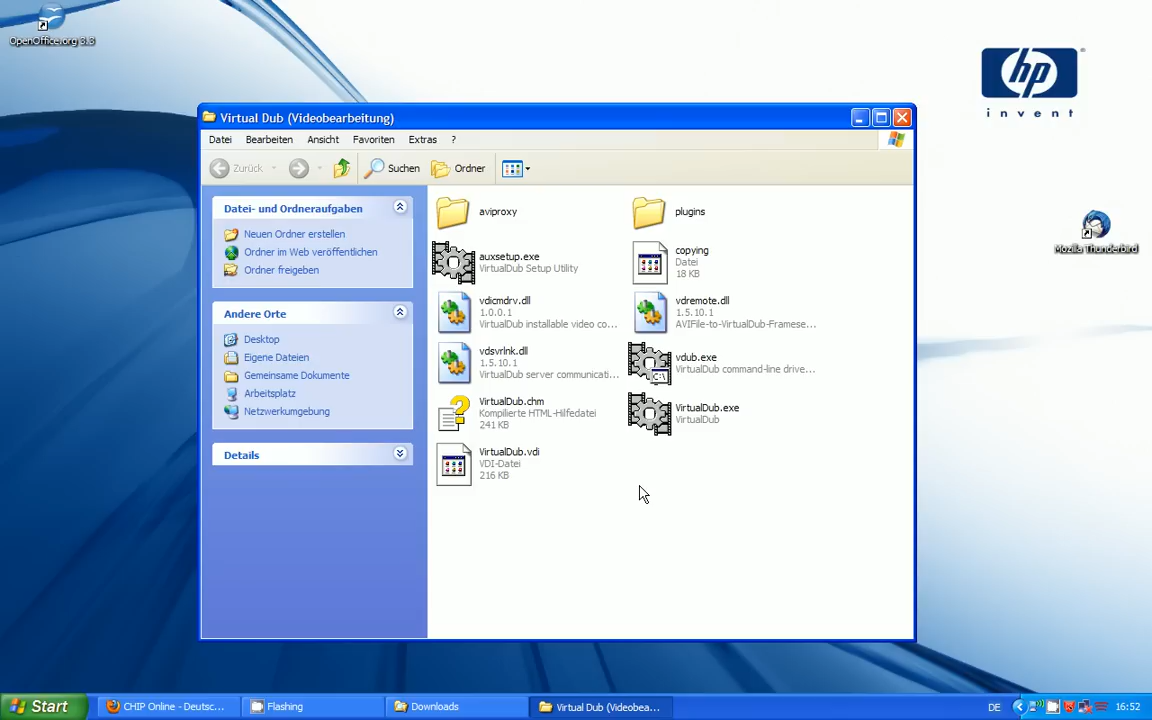 OpenOffice.org 3.3
hp
invent
Mozilla Thunderbird
Virtual Dub (Videobearbeitung)
Datei Bearbeiten Ansicht Favoriten Extras ?
Zurück Suchen Ordner
Datei- und Ordneraufgaben
Neuen Ordner erstellen
Ordner im Web veröffentlichen
Ordner freigeben
Andere Orte
Desktop
Eigene Dateien
Gemeinsame Dokumente
Arbeitsplatz
Netzwerkumgebung
Details
aviproxy
plugins
auxsetup.exe
VirtualDub Setup Utility
copying
Datei
18 KB
vdicmdrv.dll
1.0.0.1
VirtualDub installable video co...
vdremote.dll
1.5.10.1
AVIFile-to-VirtualDub-Framese...
vdsvrlnk.dll
1.5.10.1
VirtualDub server communicati...
C:\
vdub.exe
VirtualDub command-line drive...
VirtualDub.chm
Kompilierte HTML-Hilfedatei
241 KB
VirtualDub.exe
VirtualDub
VirtualDub.vdi
VDI-Datei
216 KB
Start CHIP Online - Deutsc... Flashing Downloads Virtual Dub (Videobea... DE 16:52